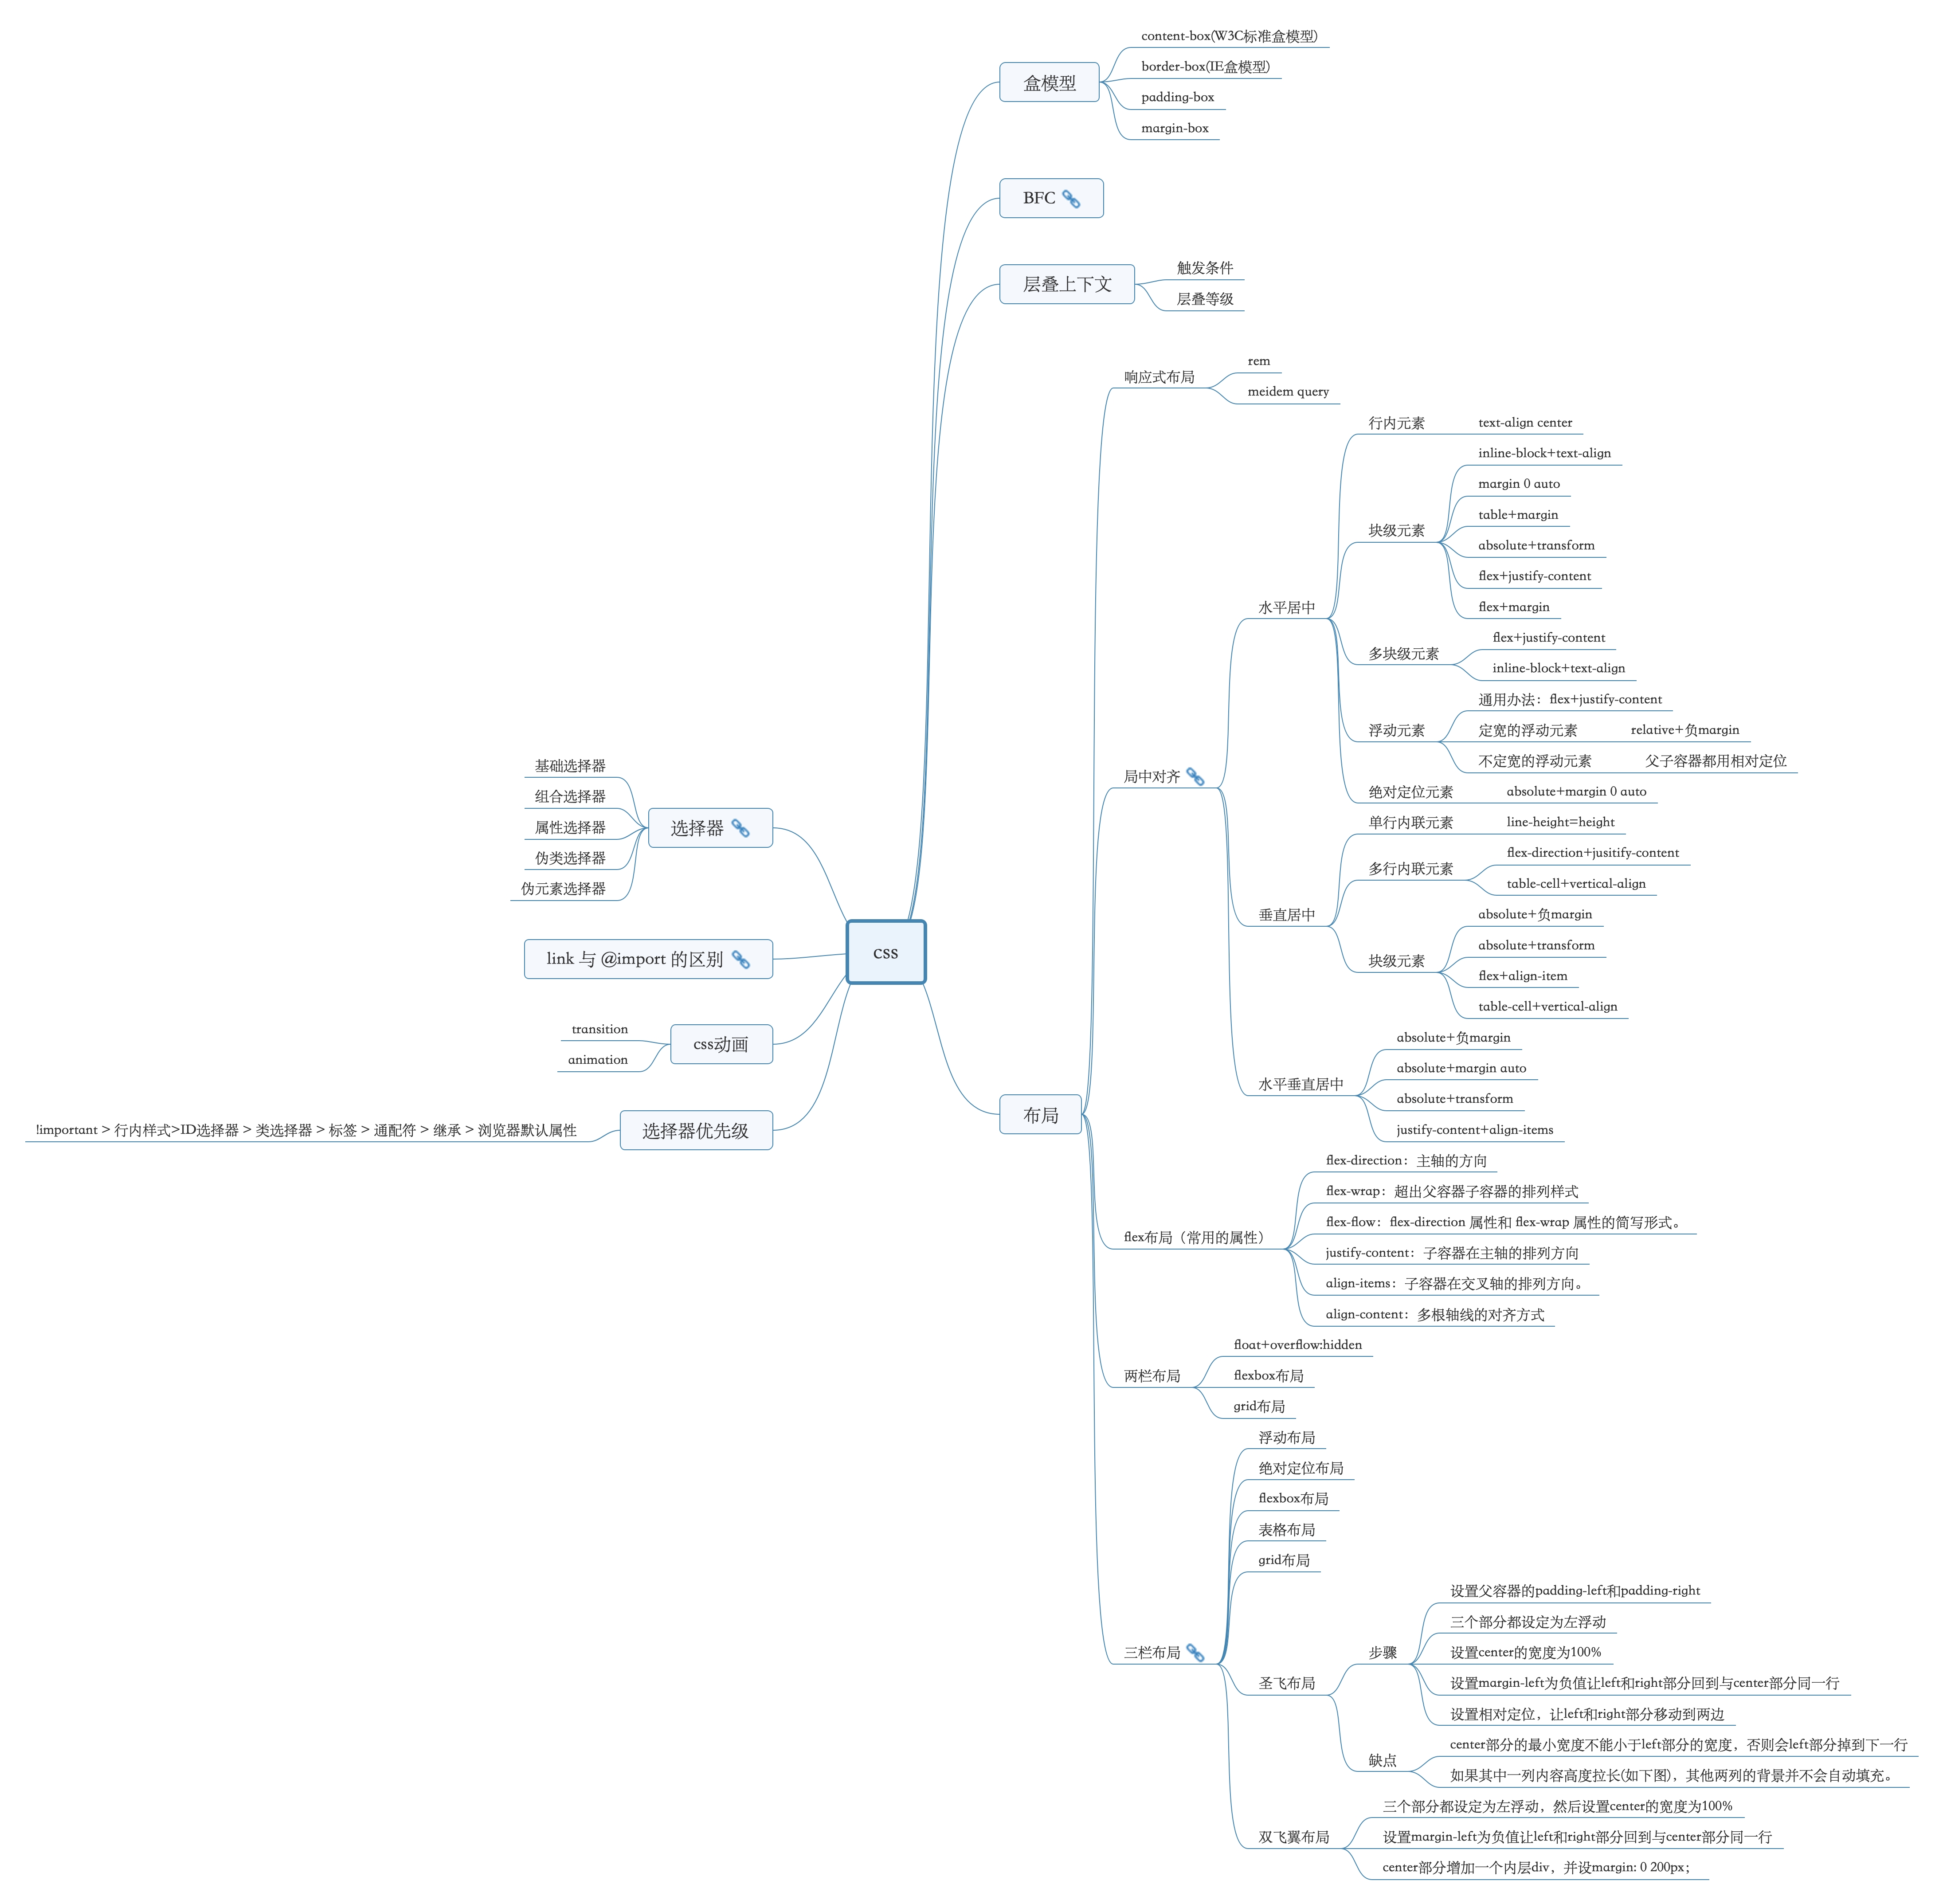 css
盒模型
content-box(W3C标准盒模型)
border-box(IE盒模型)
padding-box
margin-box
BFC
层叠上下文
触发条件
层叠等级
布局
响应式布局
rem
meidem query
局中对齐
水平居中
行内元素
text-align center
块级元素
inline-block+text-align
margin 0 auto
table+margin
absolute+transform
flex+justify-content
flex+margin
多块级元素
flex+justify-content
inline-block+text-align
浮动元素
通用办法：flex+justify-content
定宽的浮动元素
relative+负margin
不定宽的浮动元素
父子容器都用相对定位
绝对定位元素
absolute+margin 0 auto
垂直居中
单行内联元素
line-height=height
多行内联元素
flex-direction+jusitify-content
table-cell+vertical-align
块级元素
absolute+负margin
absolute+transform
flex+align-item
table-cell+vertical-align
水平垂直居中
absolute+负margin
absolute+margin auto
absolute+transform
justify-content+align-items
flex布局（常用的属性）
flex-direction：主轴的方向
flex-wrap：超出父容器子容器的排列样式
flex-flow：flex-direction 属性和 flex-wrap 属性的简写形式。
justify-content：子容器在主轴的排列方向
align-items：子容器在交叉轴的排列方向。
align-content：多根轴线的对齐方式
两栏布局
float+overflow:hidden
flexbox布局
grid布局
三栏布局
浮动布局
绝对定位布局
flexbox布局
表格布局
grid布局
圣飞布局
步骤
设置父容器的padding-left和padding-right
三个部分都设定为左浮动
设置center的宽度为100%
设置margin-left为负值让left和right部分回到与center部分同一行
设置相对定位，让left和right部分移动到两边
缺点
center部分的最小宽度不能小于left部分的宽度，否则会left部分掉到下一行
如果其中一列内容高度拉长(如下图)，其他两列的背景并不会自动填充。
双飞翼布局
三个部分都设定为左浮动，然后设置center的宽度为100%
设置margin-left为负值让left和right部分回到与center部分同一行
center部分增加一个内层div，并设margin: 0 200px；
选择器
基础选择器
组合选择器
属性选择器
伪类选择器
伪元素选择器
link 与 @import 的区别
css动画
transition
animation
选择器优先级
!important > 行内样式>ID选择器 > 类选择器 > 标签 > 通配符 > 继承 > 浏览器默认属性